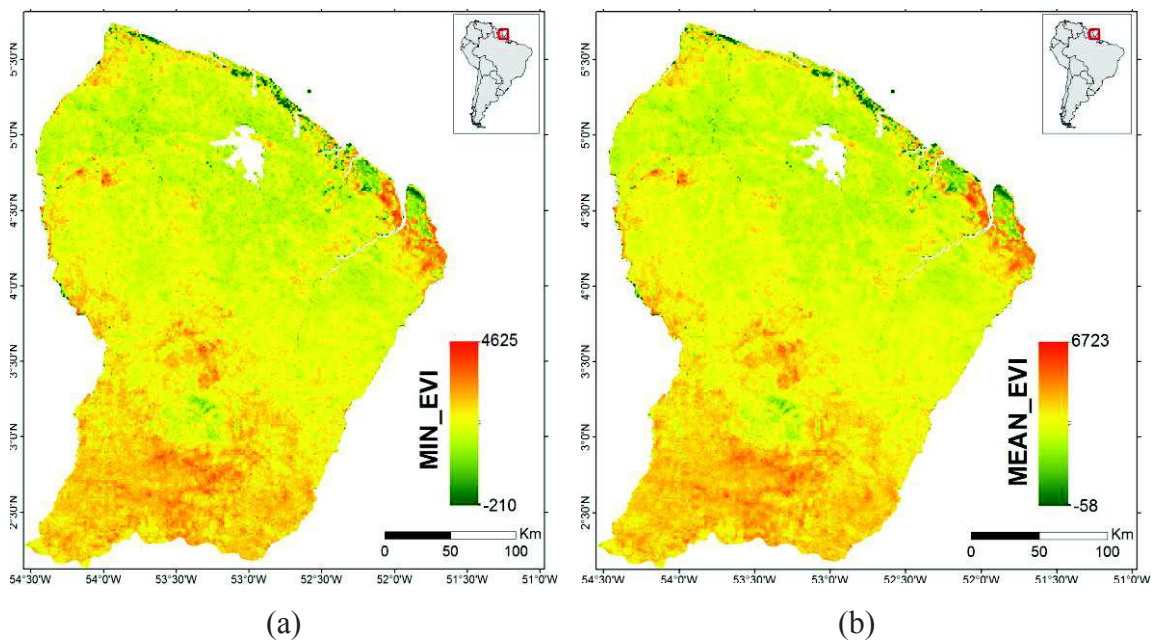 5°30'N
5°0'N
4°30'N
4°0'N
3°30'N
3°0'N
2°30'N
MIN_EVI
4625
-210
Km
0 50 100
54°30'W 54°0'W 53°30'W 53°0'W 52°30'W 52°0'W 51°30'W 51°0'W
(a)
5°30'N
5°0'N
4°30'N
4°0'N
3°30'N
3°0'N
2°30'N
MEAN_EVI
6723
-58
Km
0 50 100
54°30'W 54°0'W 53°30'W 53°0'W 52°30'W 52°0'W 51°30'W 51°0'W
(b)